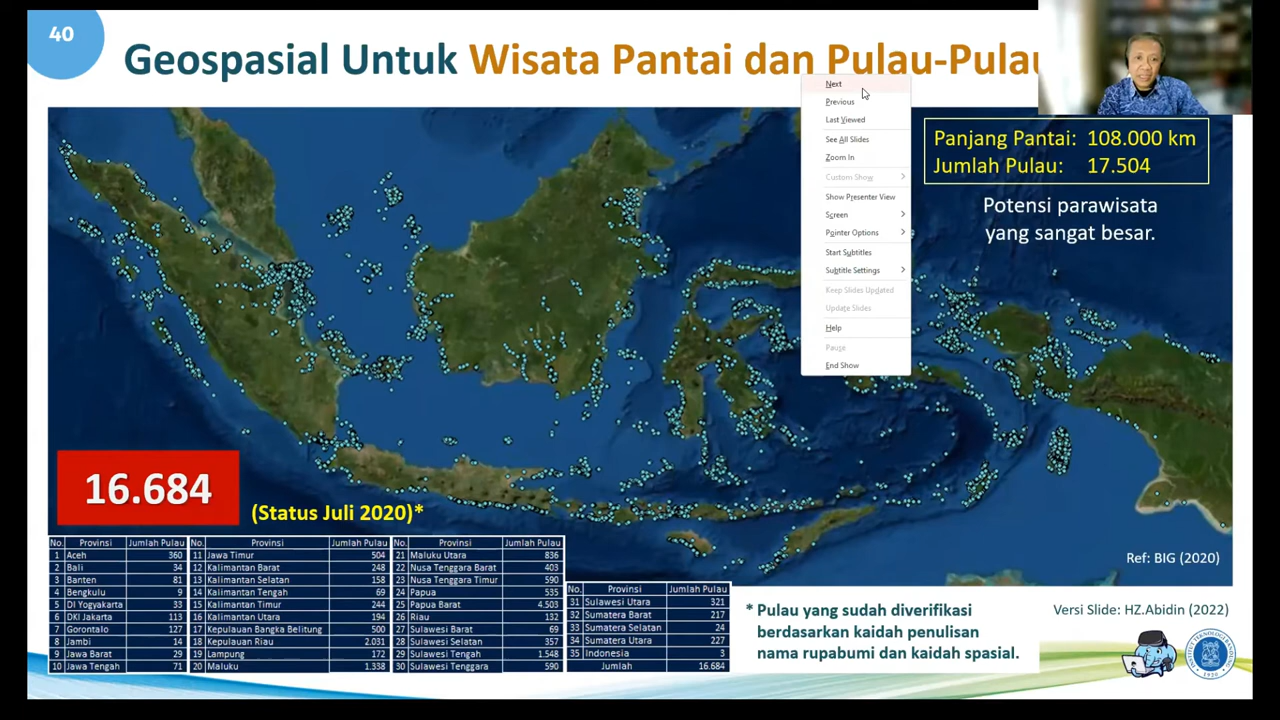 40
Geospasial Untuk Wisata Pantai dan Pulau-Pulau
Next
Previous
Last Viewed
See All Slides
Zoom In
Custom Show
Show Presenter View
Screen
Pointer Options
Start Subtitles
Subtitle Settings
Keep Slides Updated
Update Slides
Help
Pause
End Show
Panjang Pantai: 108.000 km
Jumlah Pulau: 17.504
Potensi parawisata
yang sangat besar.
16.684
(Status Juli 2020)*
Ref: BIG (2020)
No. Provinsi Jumlah Pulau
1 Aceh 360
2 Bali 34
3 Banten 81
4 Bengkulu 9
5 DI Yogyakarta 33
6 DKI Jakarta 113
7 Gorontalo 127
8 Jambi 14
9 Jawa Barat 29
10 Jawa Tengah 71
No. Provinsi Jumlah Pulau
11 Jawa Timur 504
12 Kalimantan Barat 248
13 Kalimantan Selatan 158
14 Kalimantan Tengah 69
15 Kalimantan Timur 244
16 Kalimantan Utara 194
17 Kepulauan Bangka Belitung 500
18 Kepulauan Riau 2.031
19 Lampung 172
20 Maluku 1.338
No. Provinsi Jumlah Pulau
21 Maluku Utara 836
22 Nusa Tenggara Barat 403
23 Nusa Tenggara Timur 590
24 Papua 535
25 Papua Barat 4.503
26 Riau 132
27 Sulawesi Barat 69
28 Sulawesi Selatan 357
29 Sulawesi Tengah 1.548
30 Sulawesi Tenggara 590
No. Provinsi Jumlah Pulau
31 Sulawesi Utara 321
32 Sumatera Barat 217
33 Sumatera Selatan 24
34 Sumatera Utara 227
35 Indonesia 3
Jumlah 16.684
* Pulau yang sudah diverifikasi
berdasarkan kaidah penulisan
nama rupabumi dan kaidah spasial.
Versi Slide: HZ.Abidin (2022)